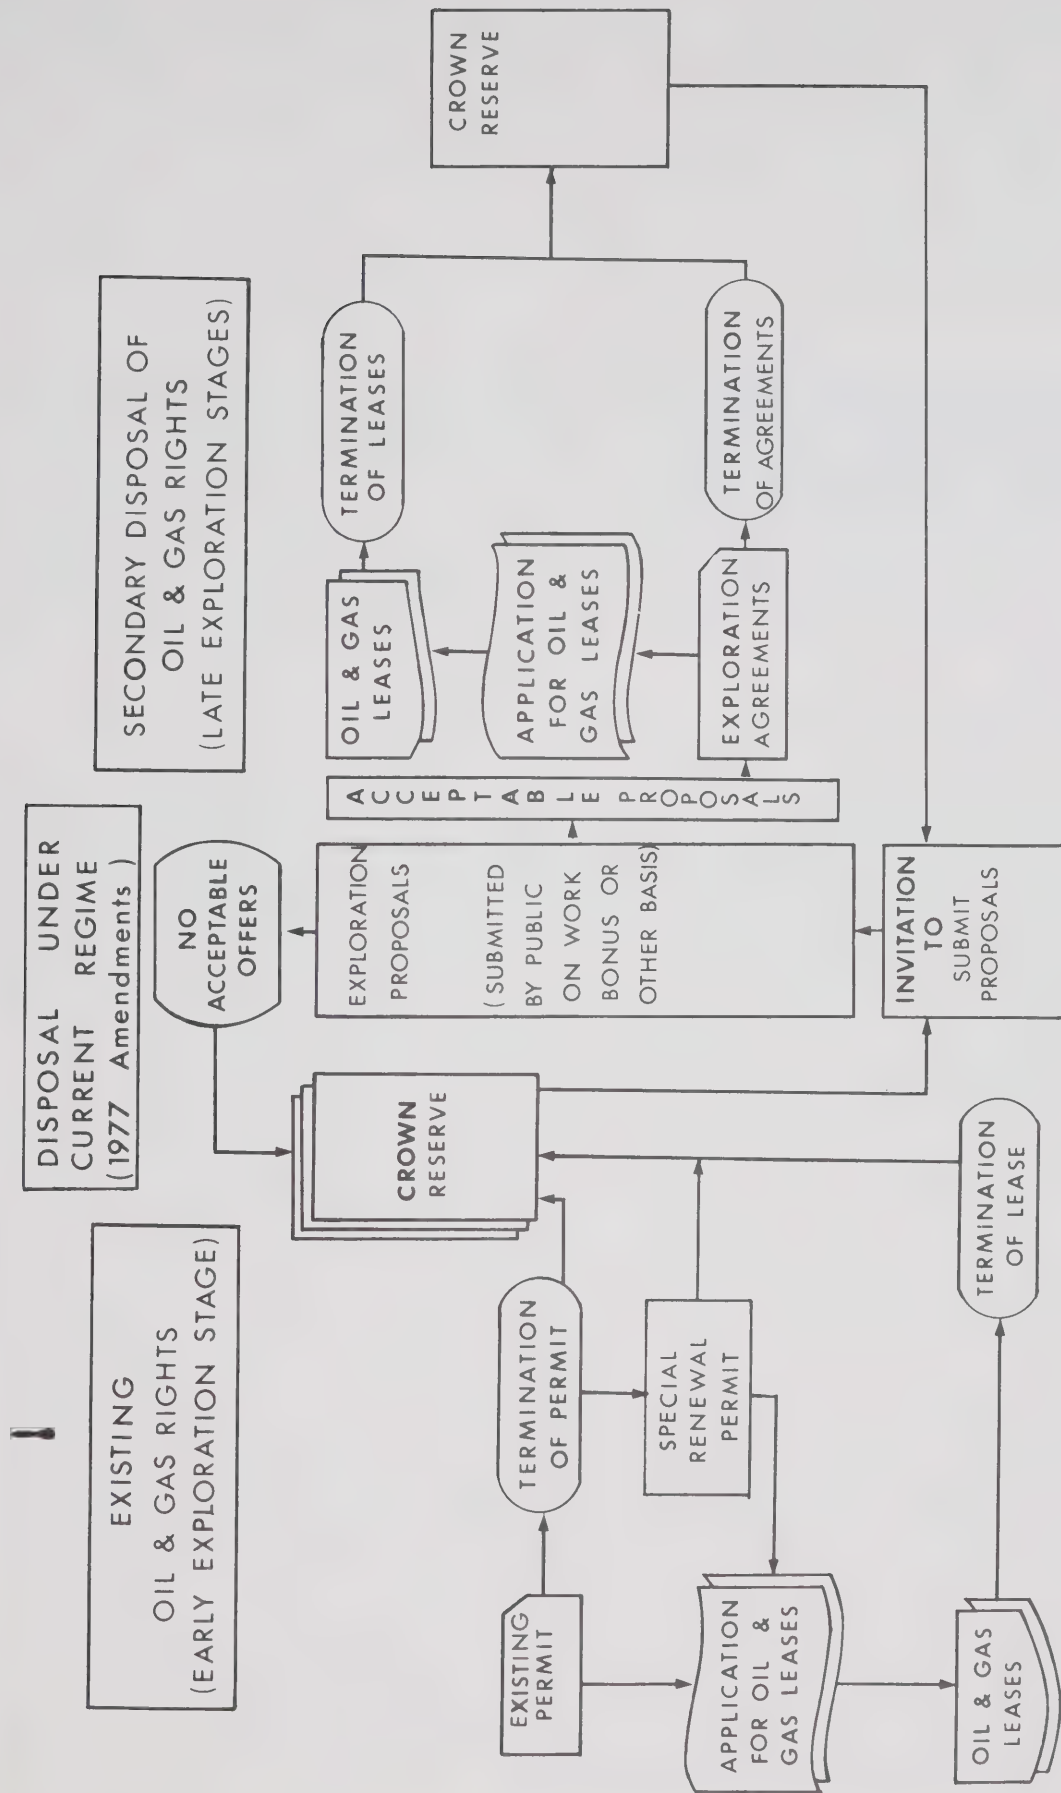 EXISTING
OIL & GAS RIGHTS
(EARLY EXPLORATION STAGE)
DISPOSAL UNDER
CURRENT REGIME
(1977 Amendments)
SECONDARY DISPOSAL OF
OIL & GAS RIGHTS
(LATE EXPLORATION STAGES)
EXISTING
PERMIT
TERMINATION
OF PERMIT
SPECIAL
RENEWAL
PERMIT
APPLICATION
FOR OIL &
GAS LEASES
OIL & GAS
LEASES
TERMINATION
OF LEASE
CROWN
RESERVE
NO
ACCEPTABLE
OFFERS
EXPLORATION
PROPOSALS
(SUBMITTED
BY PUBLIC
ON WORK
BONUS OR
OTHER BASIS)
INVITATION
TO
SUBMIT
PROPOSALS
ACCEPTABLE PROPOSALS
OIL & GAS
LEASES
APPLICATION
FOR OIL &
GAS LEASES
EXPLORATION
AGREEMENTS
TERMINATION
OF LEASES
TERMINATION
OF AGREEMENTS
CROWN
RESERVE